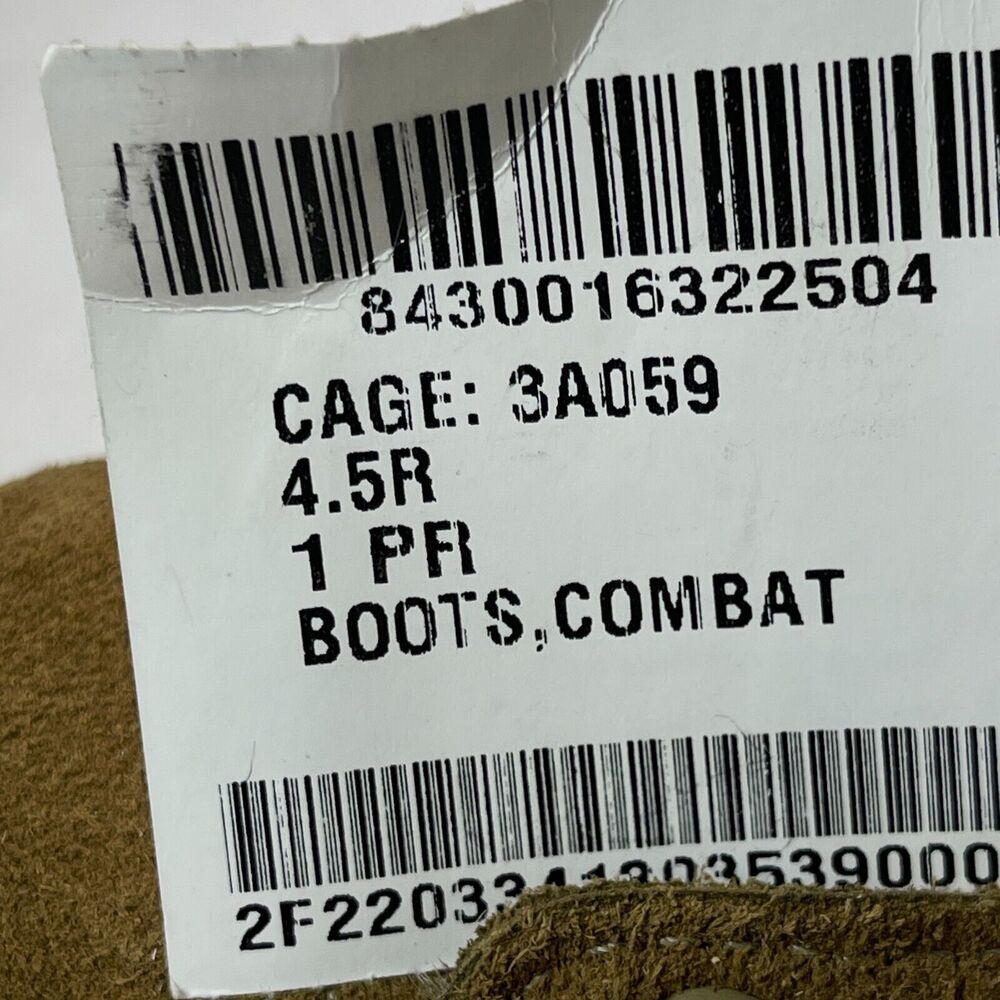 8430016322504
CAGE: 3A059
4.5R
1 PR
BOOTS,COMBAT